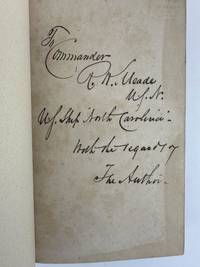 To
Commander
R. W. Meade
U.S.N.
U.S. Ship "North Carolina"
With the regards of
The Author